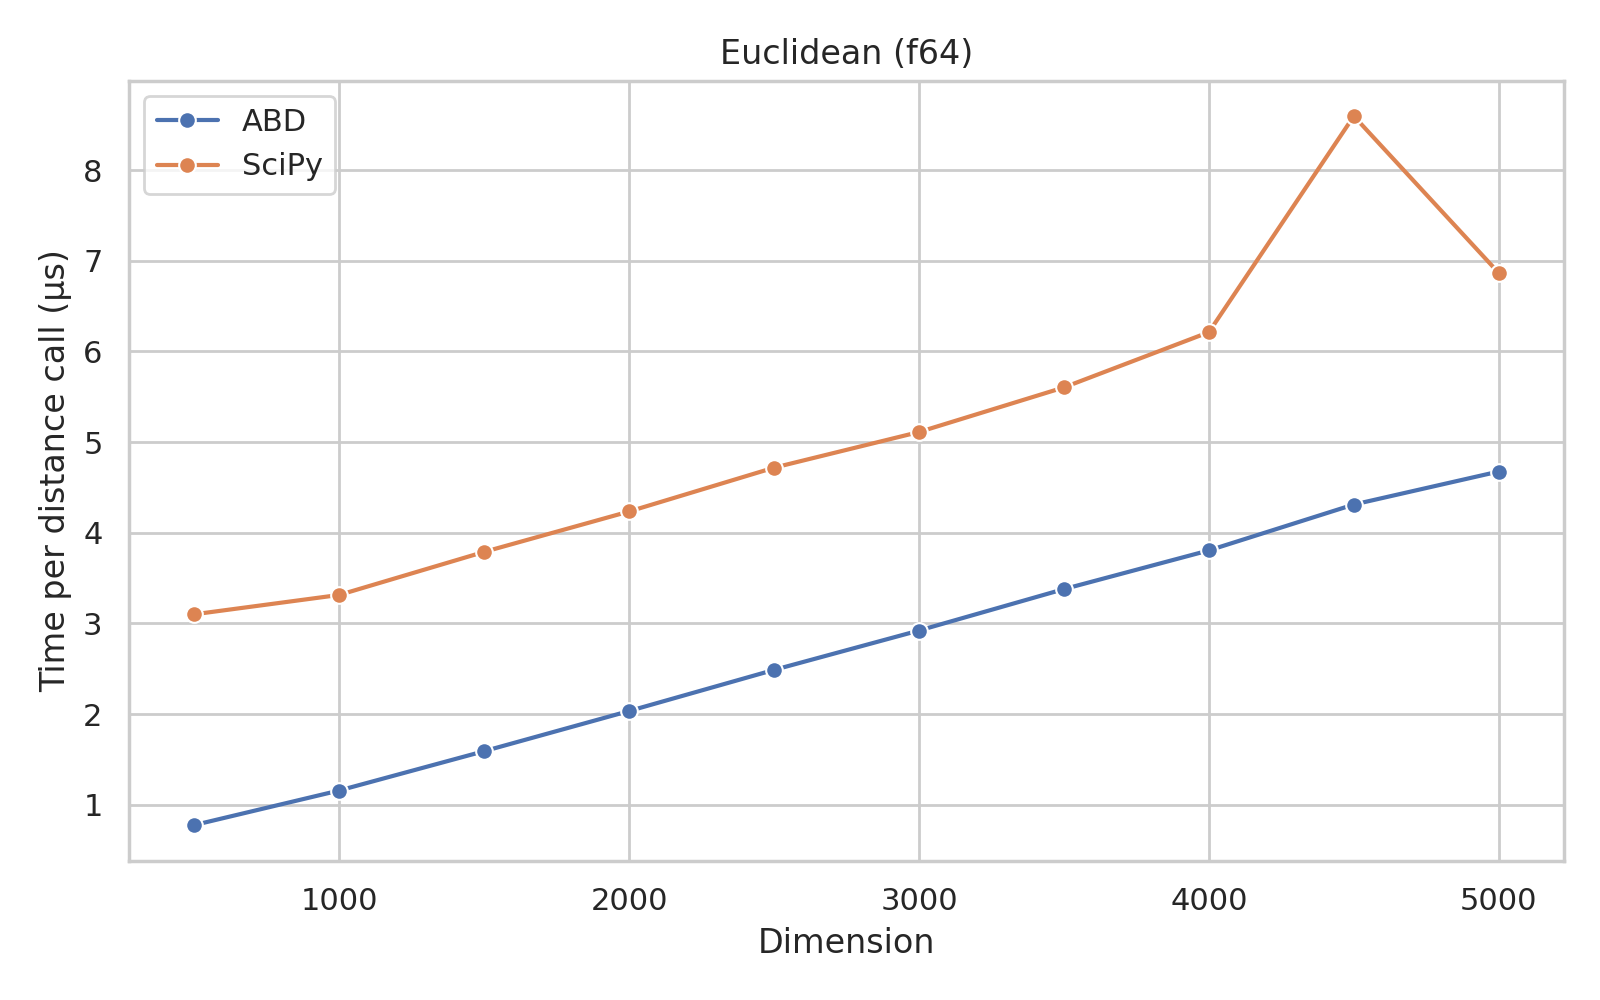 Euclidean (f64)
ABD
SciPy
Time per distance call (µs)
8
7
6
5
4
3
2
1
1000 2000 3000 4000 5000
Dimension